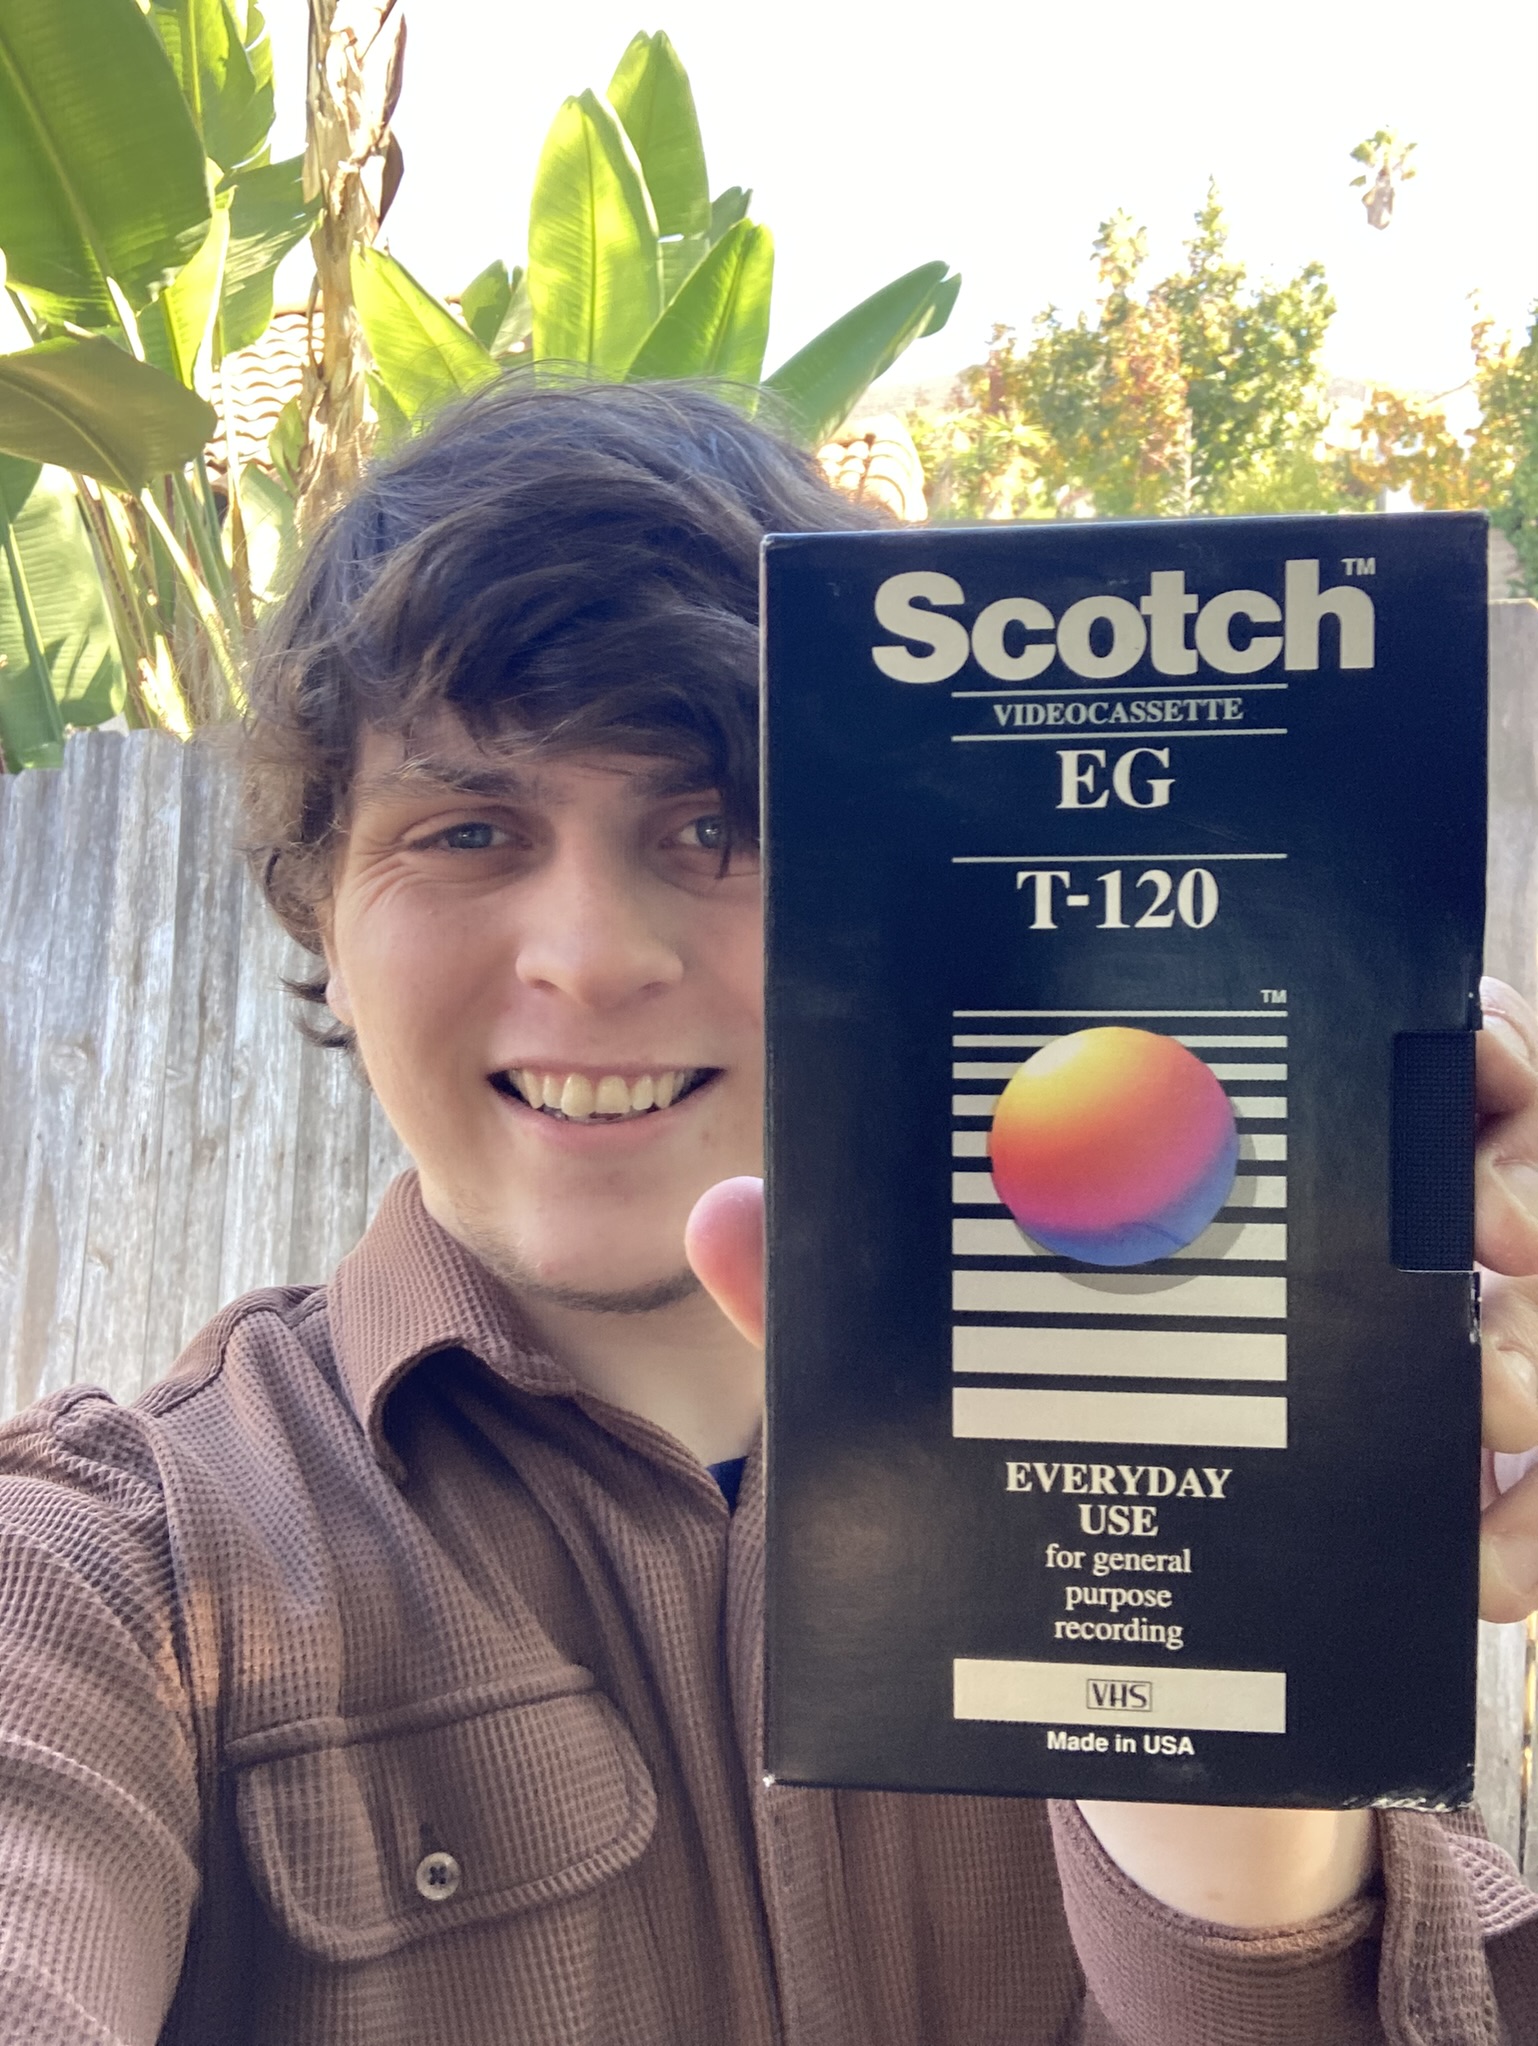 Scotch™
VIDEOCASSETTE
EG
T-120
TM
EVERYDAY
USE
for general
purpose
recording
VHS
Made in USA